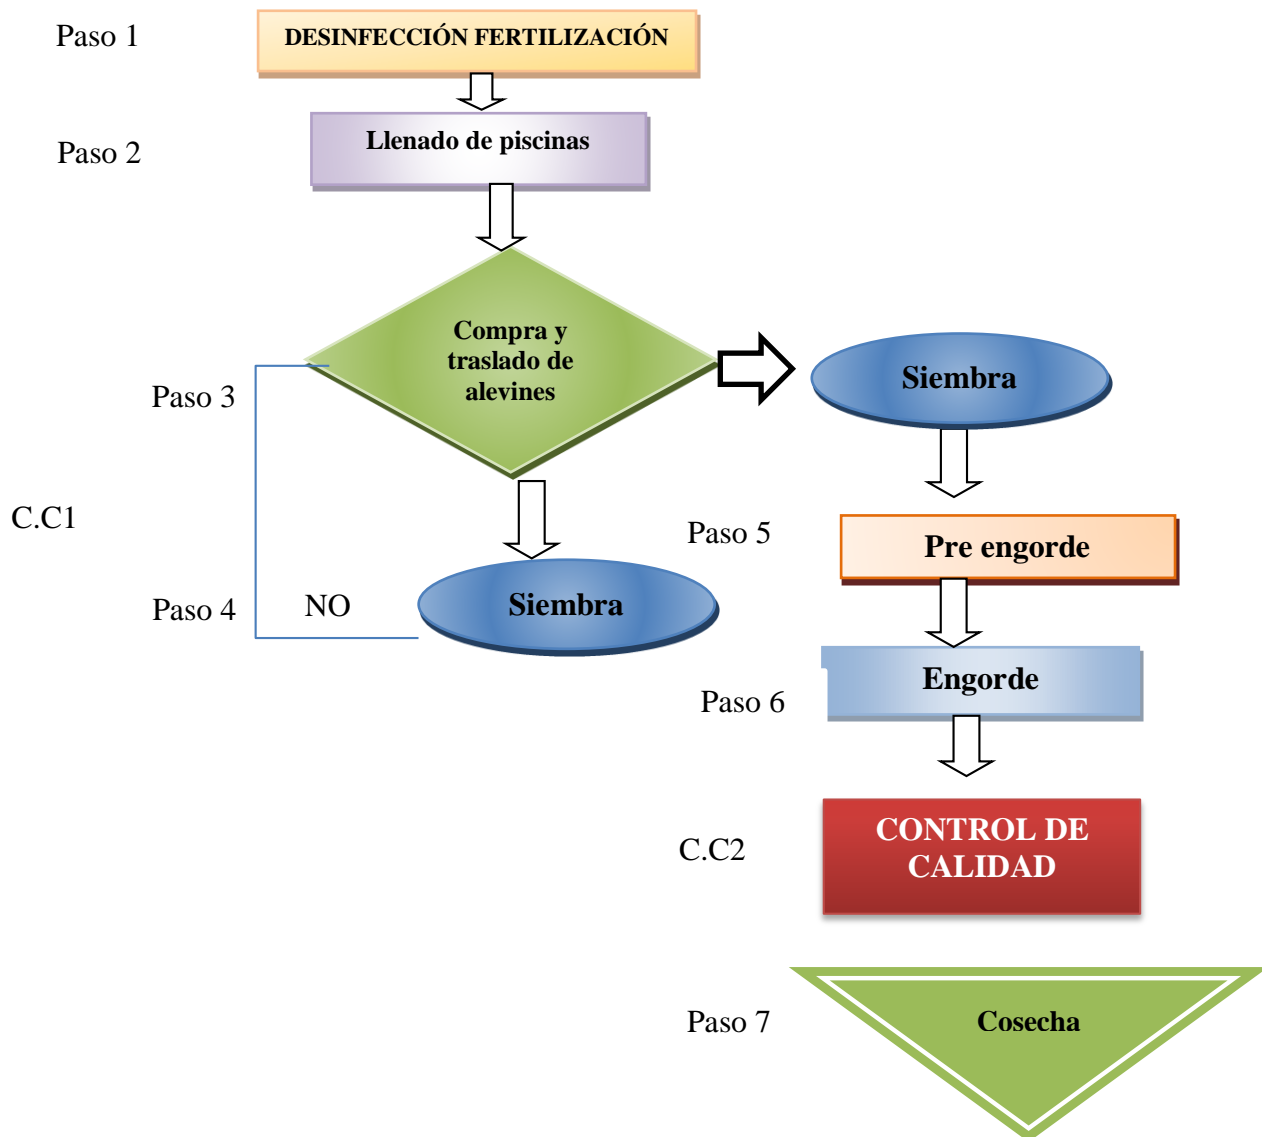 Paso 1
DESINFECCIÓN FERTILIZACIÓN
Paso 2
Llenado de piscinas
Paso 3
Compra y
traslado de
alevines
Siembra
C.C1
Paso 4
NO
Siembra
Paso 5
Pre engorde
Paso 6
Engorde
C.C2
CONTROL DE
CALIDAD
Paso 7
Cosecha